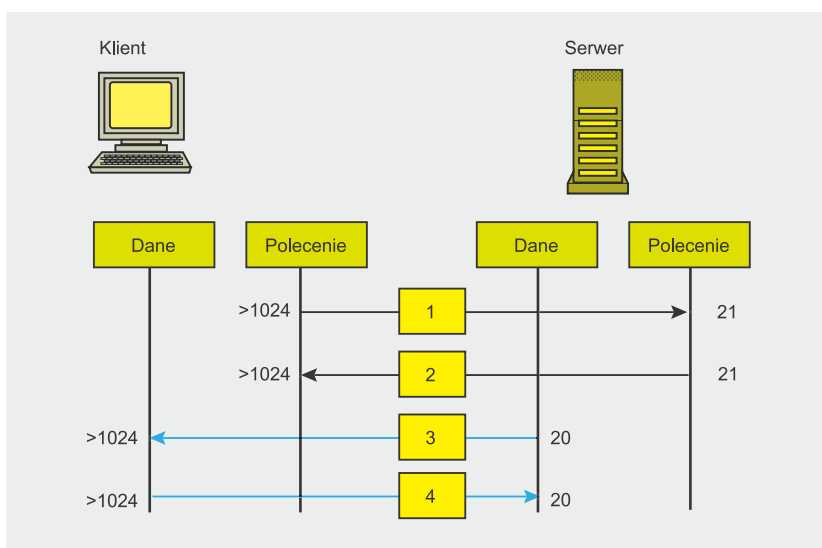 Klient Serwer
Dane Polecenie Dane Polecenie
>1024 1 21
>1024 2 21
>1024 3 20
>1024 4 20